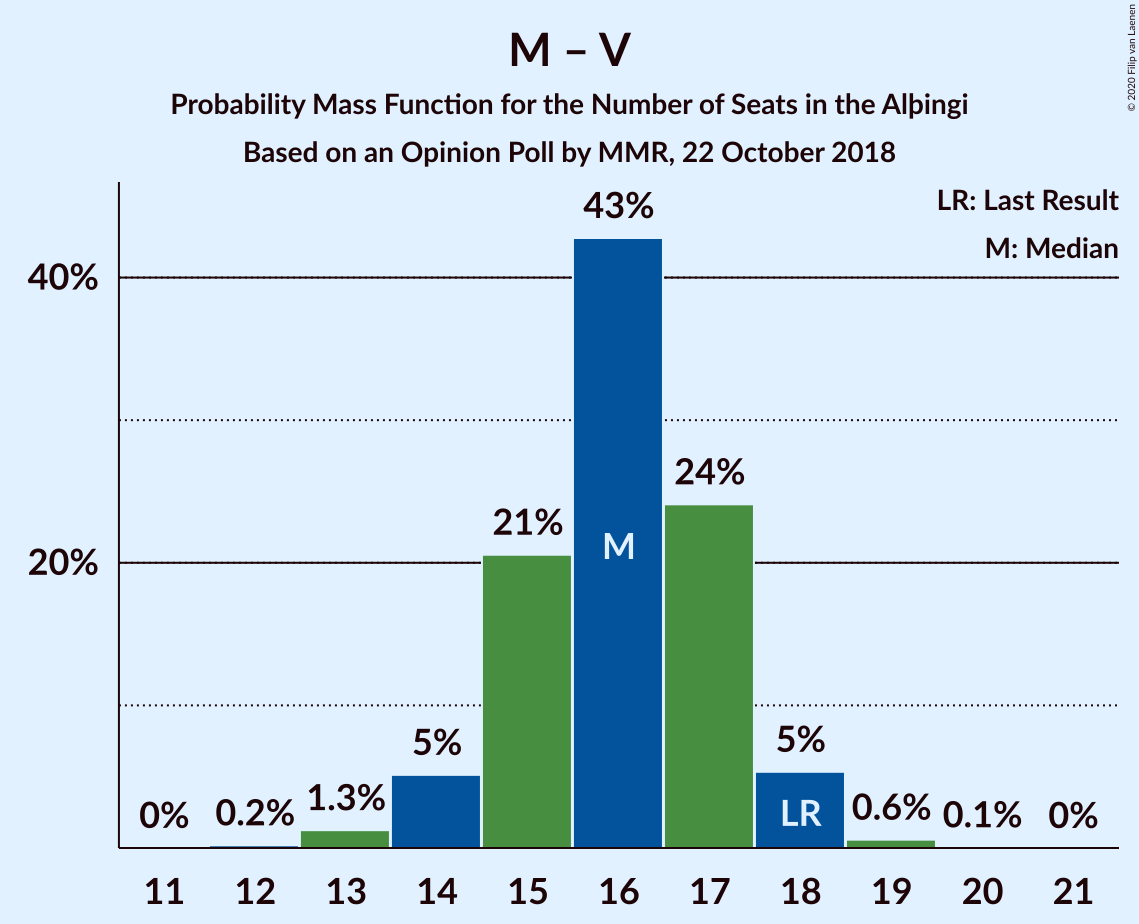 M – V
Probability Mass Function for the Number of Seats in the Alþingi
Based on an Opinion Poll by MMR, 22 October 2018
© 2020 Filip van Laenen
LR: Last Result
M: Median
43%
40%
24%
21%
M
20%
5%
5%
1.3%
0% 0.2% LR 0.6% 0.1% 0%
11 12 13 14 15 16 17 18 19 20 21